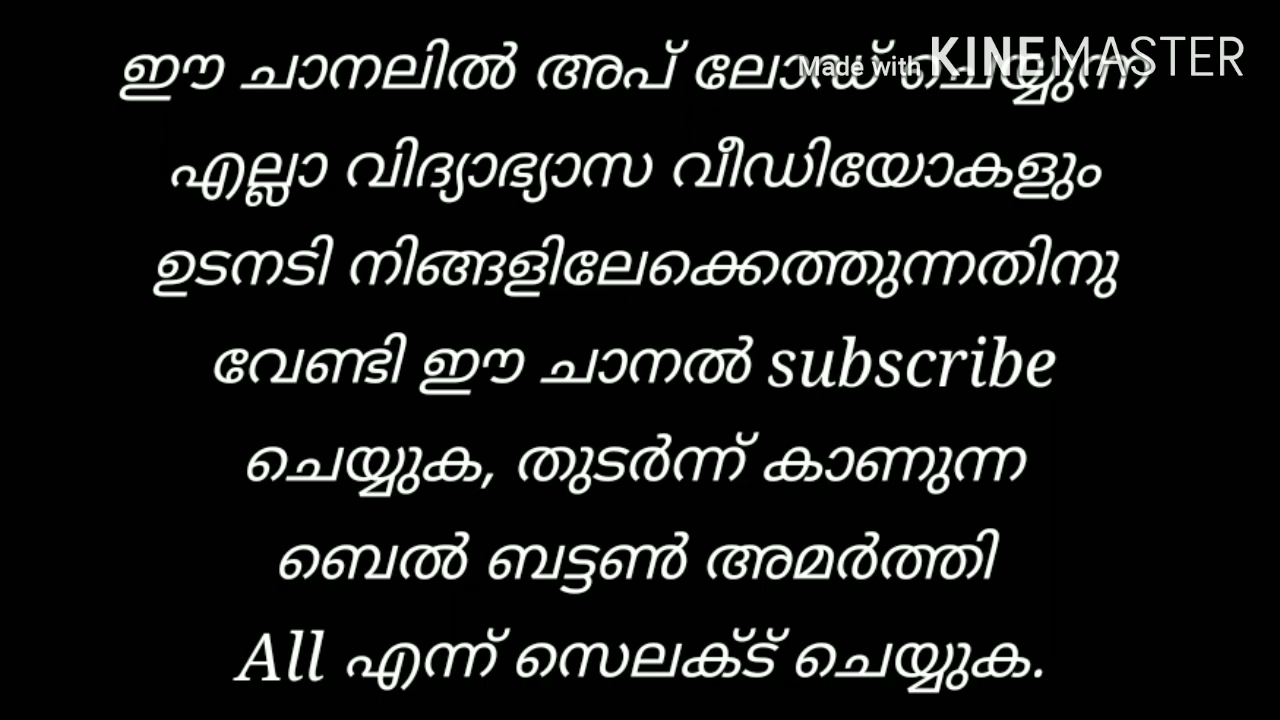 ഈ ചാനലിൽ അപ് ലോഡ് ചെയ്യുന്ന
Made with KINEMASTER
എല്ലാ വിദ്യാഭ്യാസ വീഡിയോകളും
ഉടനടി നിങ്ങളിലേക്കെത്തുന്നതിനു
വേണ്ടി ഈ ചാനൽ subscribe
ചെയ്യുക, തുടർന്ന് കാണുന്ന
ബെൽ ബട്ടൺ അമർത്തി
All എന്ന് സെലക്ട് ചെയ്യുക.